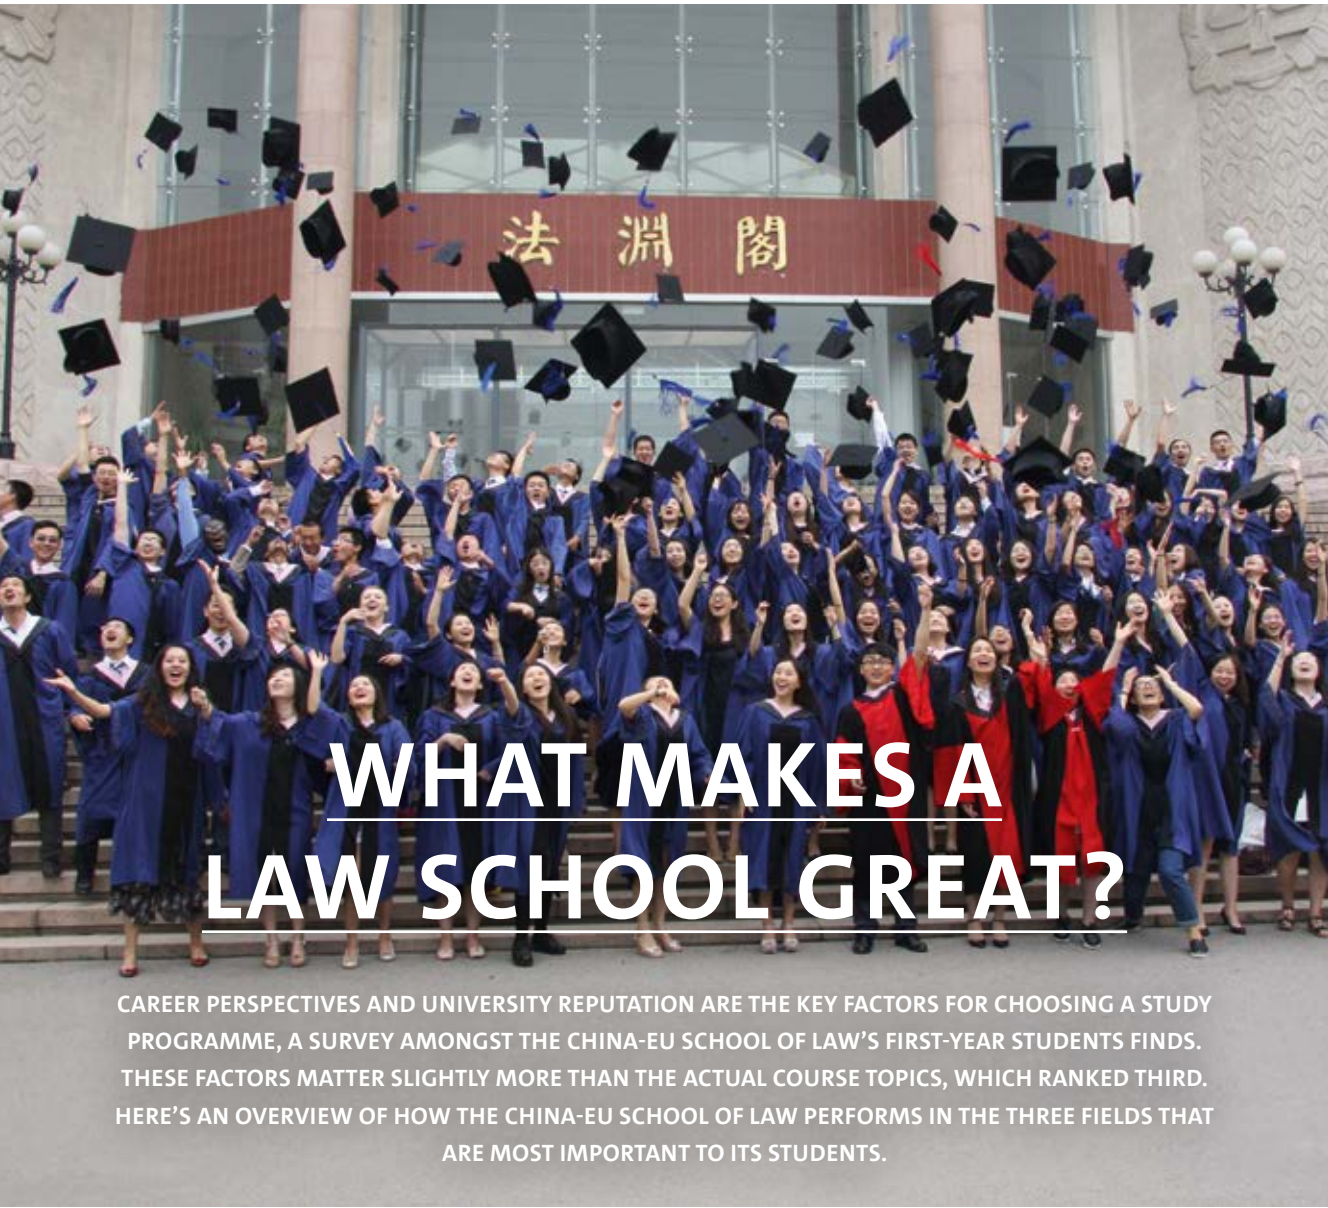 法淵閣
WHAT MAKES A
LAW SCHOOL GREAT?
CAREER PERSPECTIVES AND UNIVERSITY REPUTATION ARE THE KEY FACTORS FOR CHOOSING A STUDY
PROGRAMME, A SURVEY AMONGST THE CHINA-EU SCHOOL OF LAW’S FIRST-YEAR STUDENTS FINDS.
THESE FACTORS MATTER SLIGHTLY MORE THAN THE ACTUAL COURSE TOPICS, WHICH RANKED THIRD.
HERE’S AN OVERVIEW OF HOW THE CHINA-EU SCHOOL OF LAW PERFORMS IN THE THREE FIELDS THAT
ARE MOST IMPORTANT TO ITS STUDENTS.